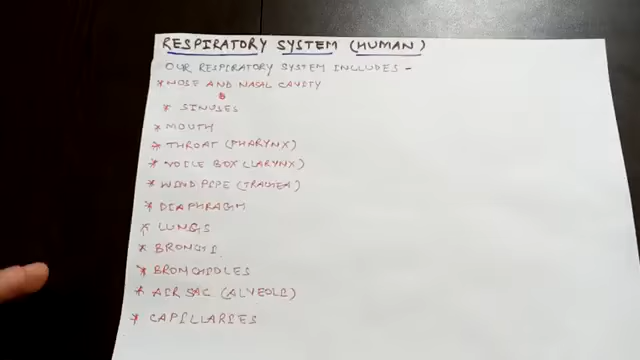 RESPIRATORY SYSTEM (HUMAN)
OUR RESPIRATORY SYSTEM INCLUDES -
* NOSE AND NASAL CAVITY
* SINUSES
* MOUTH
* THROAT (PHARYNX)
* VOICE BOX (LARYNX)
* WIND PIPE (TRACHEA)
* DIAPHRAGM
* LUNGS
* BRONCHI
* BRONCHIOLES
* AIR SAC (ALVEOLI)
* CAPILLARIES